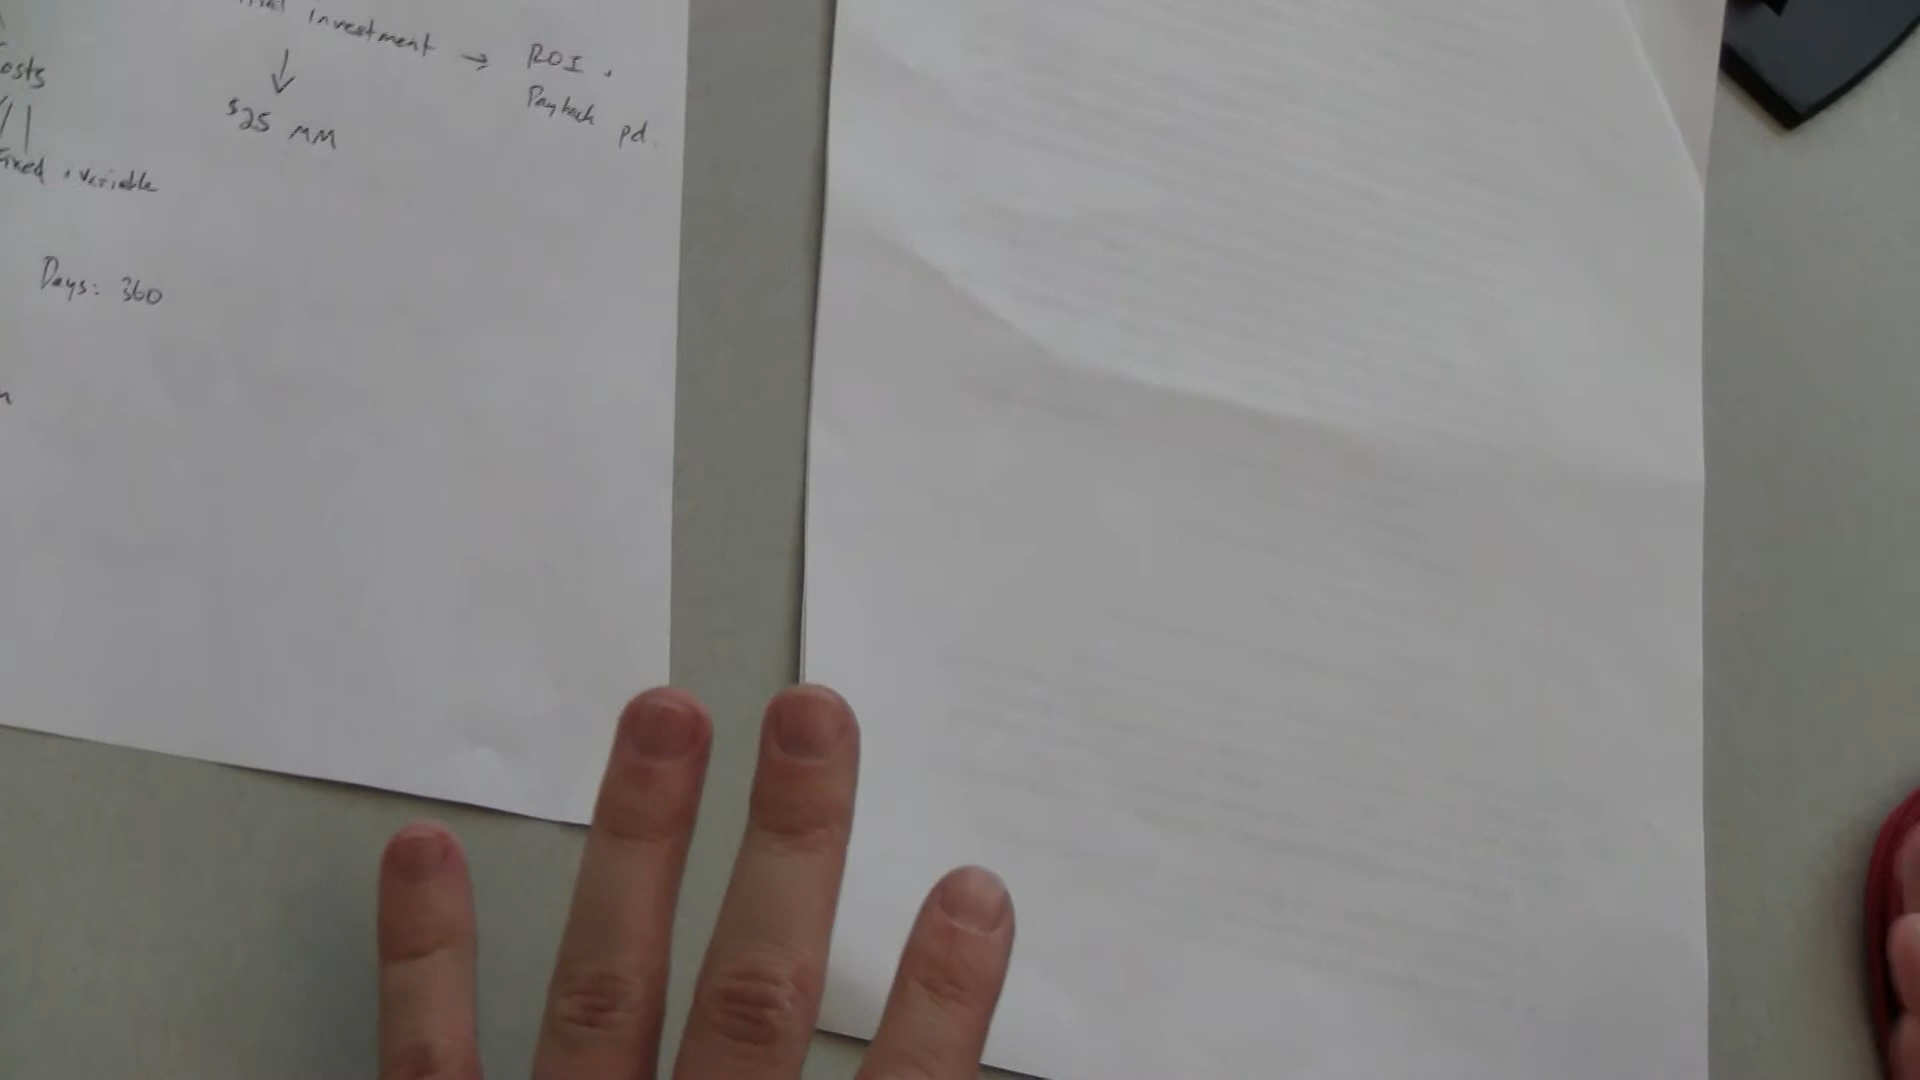 Investment → ROI,
Payback pd.
↓
$25 MM
osts
Fixed + variable
Days: 360